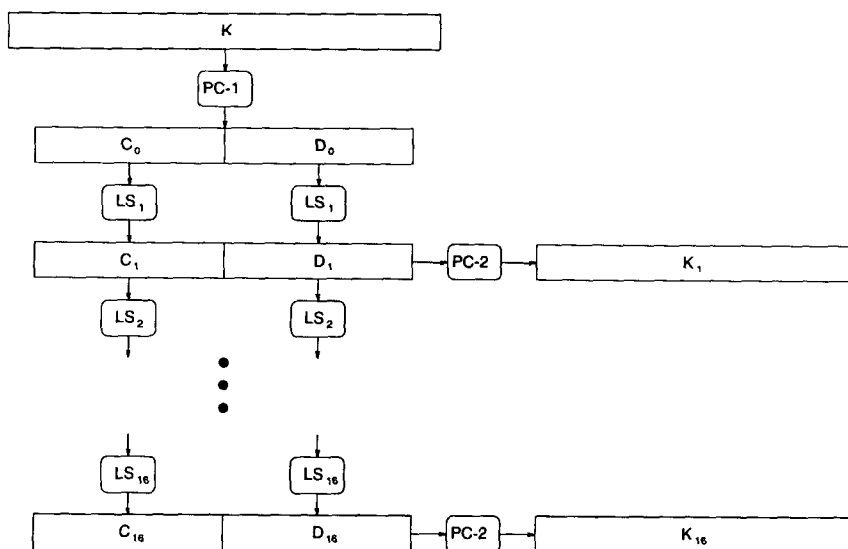 K
PC-1
C₀ D₀
LS₁ LS₁
C₁ D₁ PC-2 K₁
LS₂ LS₂
LS₁₆ LS₁₆
C₁₆ D₁₆ PC-2 K₁₆